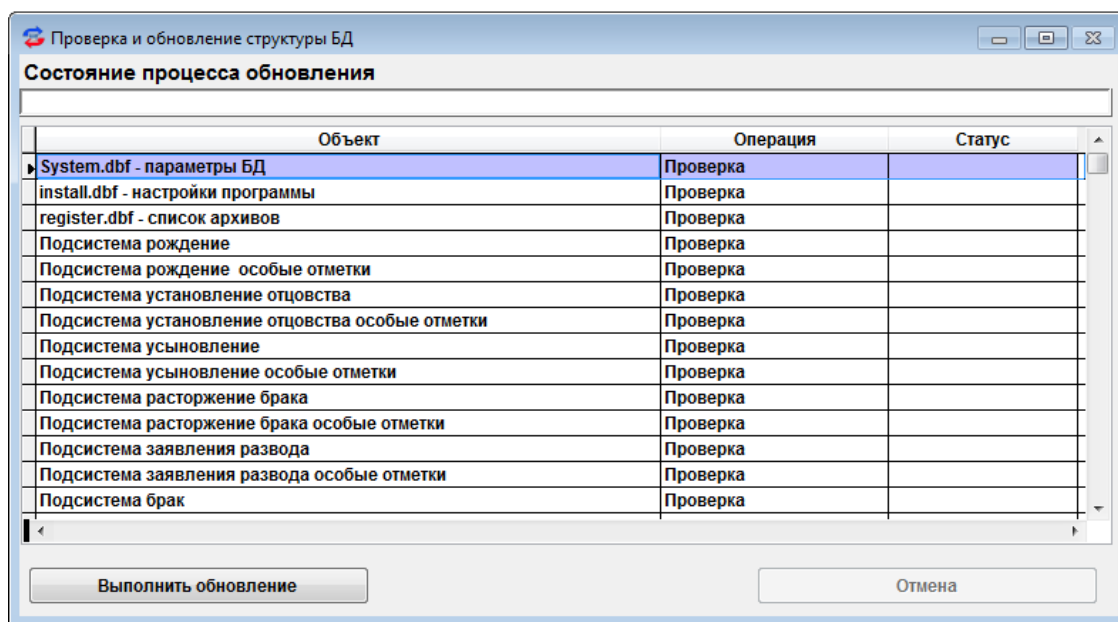 Проверка и обновление структуры БД
Состояние процесса обновления
Объект Операция Статус
System.dbf - параметры БД Проверка
install.dbf - настройки программы Проверка
register.dbf - список архивов Проверка
Подсистема рождение Проверка
Подсистема рождение  особые отметки Проверка
Подсистема установление отцовства Проверка
Подсистема установление отцовства особые отметки Проверка
Подсистема усыновление Проверка
Подсистема усыновление особые отметки Проверка
Подсистема расторжение брака Проверка
Подсистема расторжение брака особые отметки Проверка
Подсистема заявления развода Проверка
Подсистема заявления развода особые отметки Проверка
Подсистема брак Проверка
Выполнить обновление Отмена